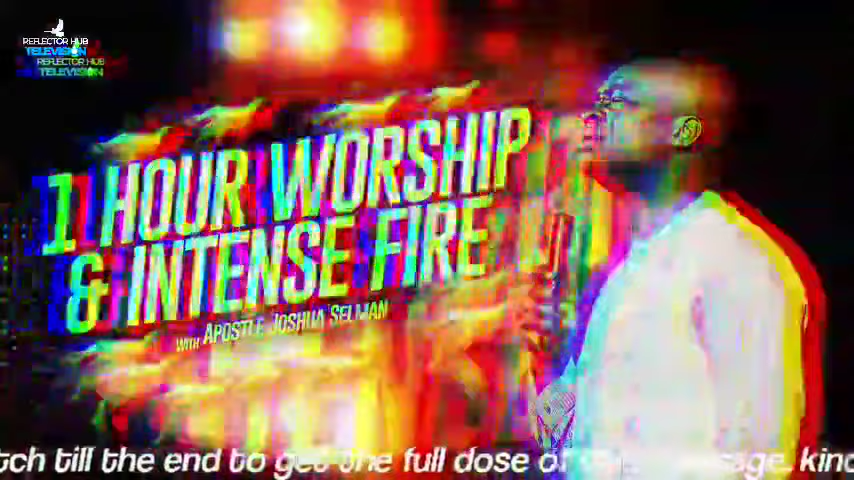 REFLECTOR HUB
TELEVISION
REFLECTOR HUB
TELEVISION
1 HOUR WORSHIP
& INTENSE FIRE
WITH APOSTLE JOSHUA SELMAN
tch till the end to get the full dose of